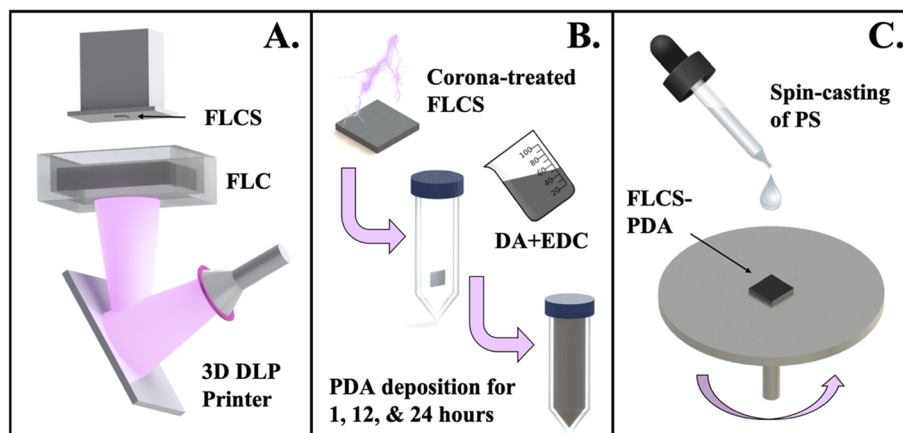 A.
FLCS
FLC
3D DLP
Printer
B.
Corona-treated
FLCS
100
80
60
40
20
DA+EDC
PDA deposition for
1, 12, & 24 hours
C.
Spin-casting
of PS
FLCS-
PDA